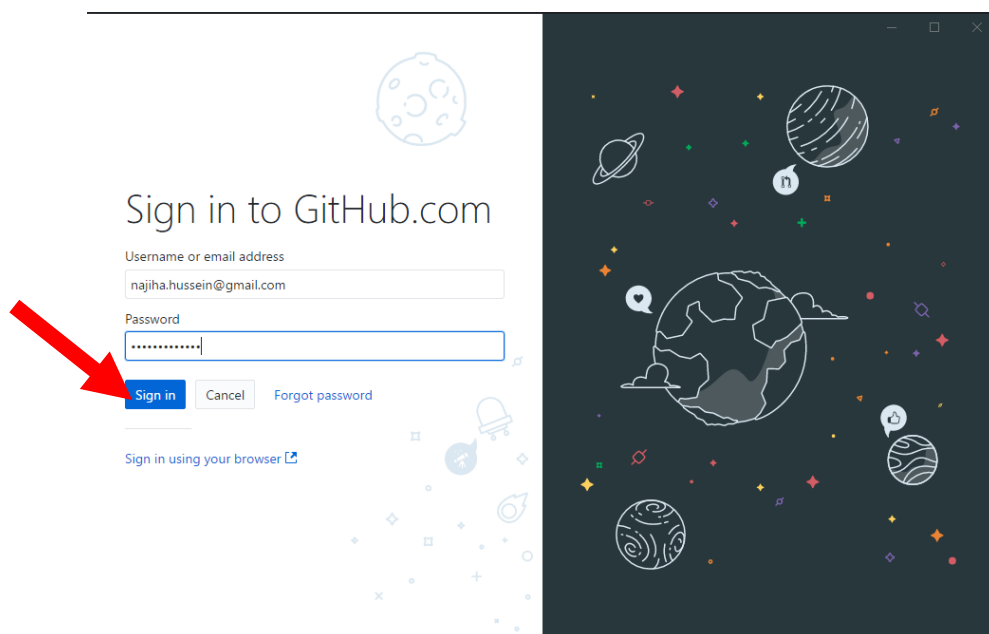 Sign in to GitHub.com
Username or email address
najiha.hussein@gmail.com
Password
•••••••••••••
Sign in Cancel Forgot password
Sign in using your browser